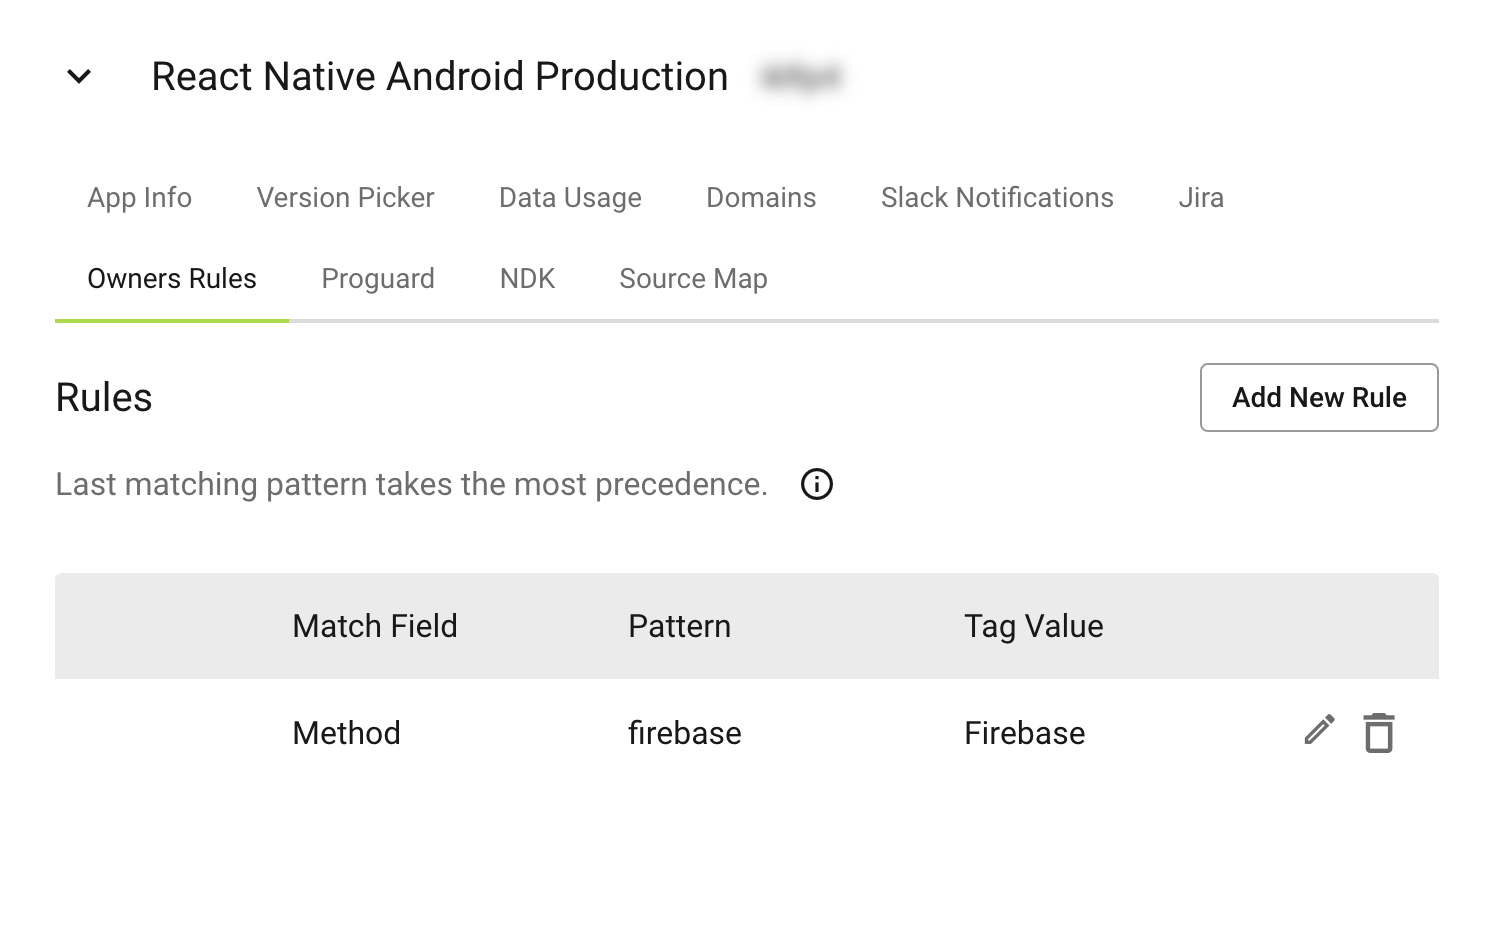 React Native Android Production
App Info Version Picker Data Usage Domains Slack Notifications Jira
Owners Rules Proguard NDK Source Map
Rules
Add New Rule
Last matching pattern takes the most precedence.
Match Field Pattern Tag Value
Method firebase Firebase